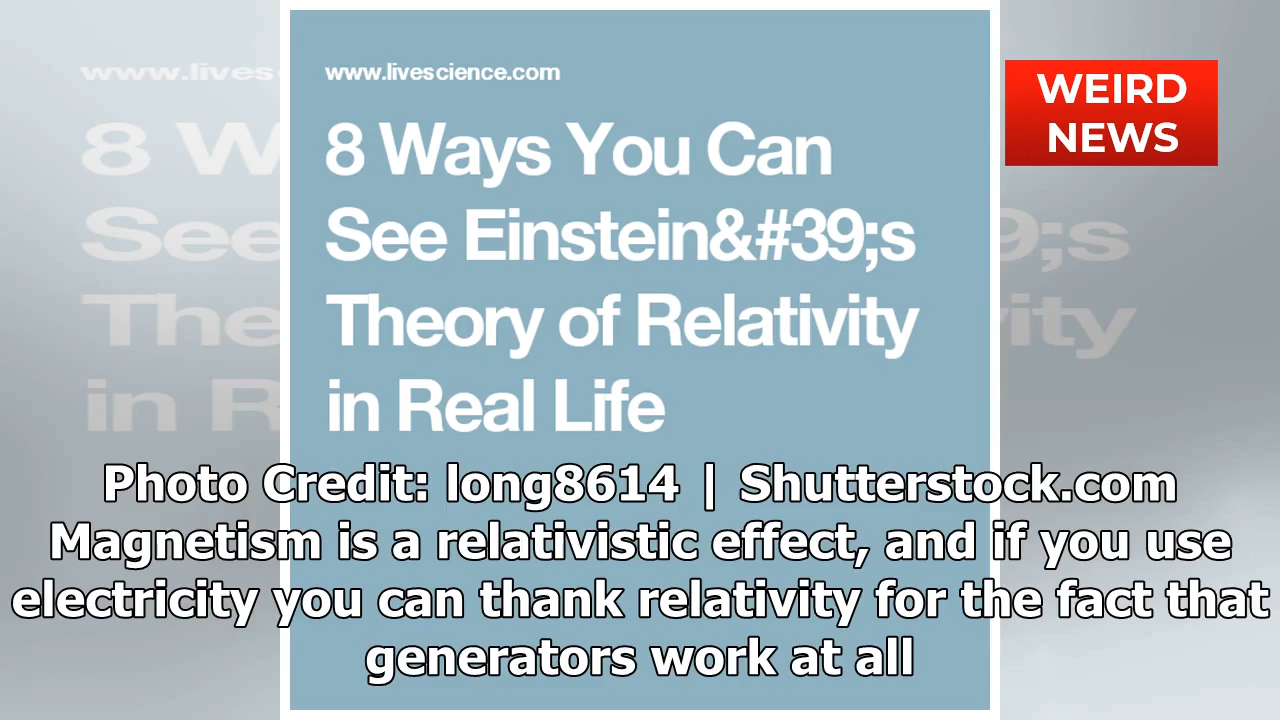 www.livescience.com
8 Ways You Can
See Einstein&#39;s
Theory of Relativity
in Real Life
WEIRD
NEWS
Photo Credit: long8614 | Shutterstock.com
Magnetism is a relativistic effect, and if you use
electricity you can thank relativity for the fact that
generators work at all